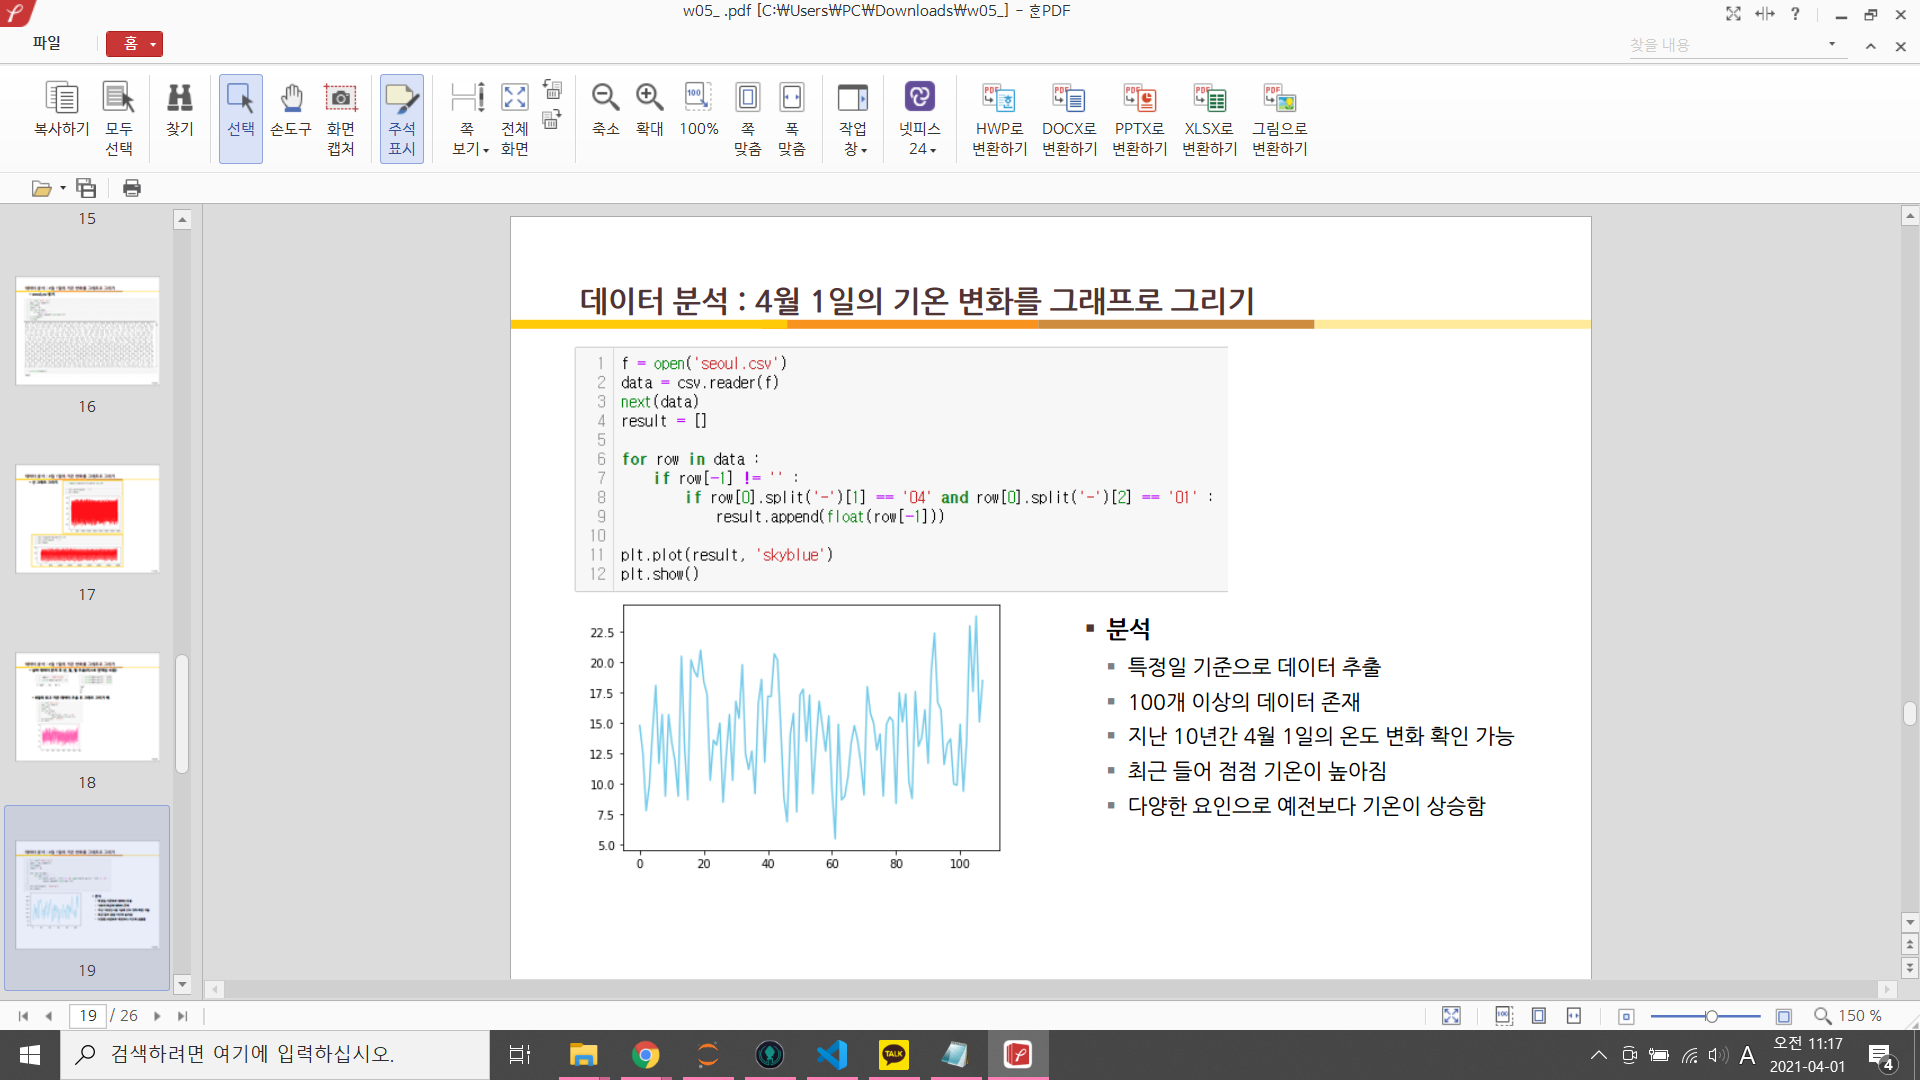 w05_ .pdf [C:₩Users₩PC₩Downloads₩w05_] - 훈PDF
파일
홈
찾을 내용
복사하기
모두
선택
찾기
선택
손도구
화면
캡처
주석
표시
쪽
보기
전체
화면
축소
확대
100%
쪽
맞춤
폭
맞춤
작업
창
넷피스
24
HWP로
변환하기
DOCX로
변환하기
PPTX로
변환하기
XLSX로
변환하기
그림으로
변환하기
15
16
17
18
19
데이터 분석 : 4월 1일의 기온 변화를 그래프로 그리기
1 f = open('seoul.csv')
2 data = csv.reader(f)
3 next(data)
4 result = []
5
6 for row in data :
7 if row[-1] != '' :
8 if row[0].split('-')[1] == '04' and row[0].split('-')[2] == '01' :
9 result.append(float(row[-1]))
10
11 plt.plot(result, 'skyblue')
12 plt.show()
22.5
20.0
17.5
15.0
12.5
10.0
7.5
5.0
0 20 40 60 80 100
분석
특정일 기준으로 데이터 추출
100개 이상의 데이터 존재
지난 10년간 4월 1일의 온도 변화 확인 가능
최근 들어 점점 기온이 높아짐
다양한 요인으로 예전보다 기온이 상승함
19 / 26
150 %
검색하려면 여기에 입력하십시오.
TALK
A
오전 11:17
2021-04-01
4